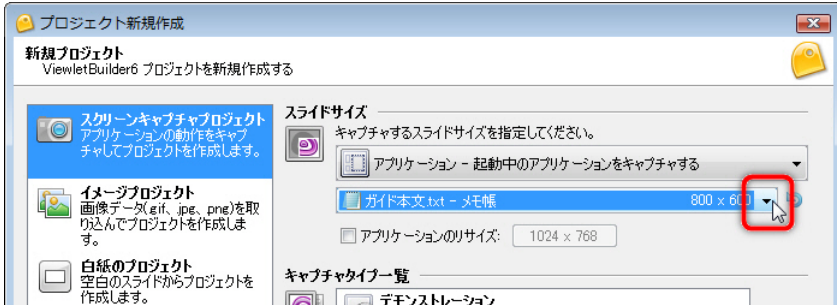 プロジェクト新規作成
新規プロジェクト
ViewletBuilder6 プロジェクトを新規作成する
スクリーンキャプチャプロジェクト
アプリケーションの動作をキャプ
チャしてプロジェクトを作成します。
イメージプロジェクト
画像データ(gif、jpg、png)を取
り込んでプロジェクトを作成しま
す。
白紙のプロジェクト
空白のスライドからプロジェクトを
作成します。
スライドサイズ
キャプチャするスライドサイズを指定してください。
アプリケーション - 起動中のアプリケーションをキャプチャする
ガイド本文.txt - メモ帳 800 x 600
アプリケーションのリサイズ: 1024 x 768
キャプチャタイプ一覧
デモンストレーション